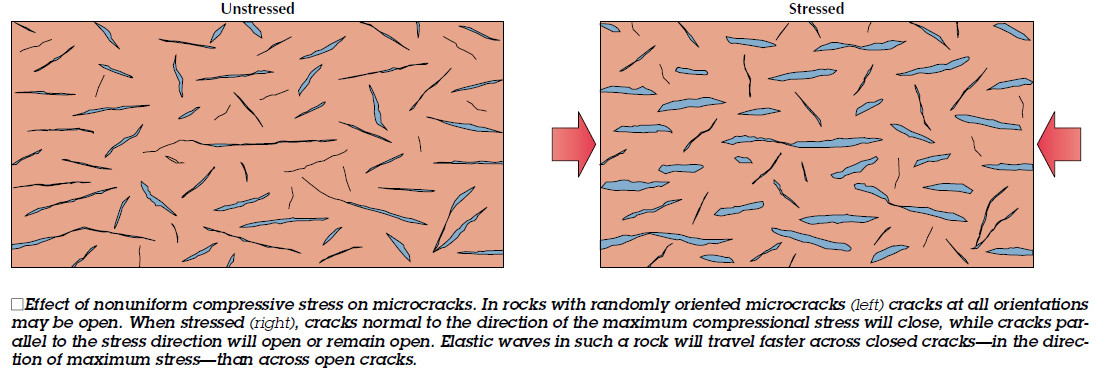 Unstressed
Stressed
□Effect of nonuniform compressive stress on microcracks. In rocks with randomly oriented microcracks (left) cracks at all orientations
may be open. When stressed (right), cracks normal to the direction of the maximum compressional stress will close, while cracks par-
allel to the stress direction will open or remain open. Elastic waves in such a rock will travel faster across closed cracks—in the direc-
tion of maximum stress—than across open cracks.